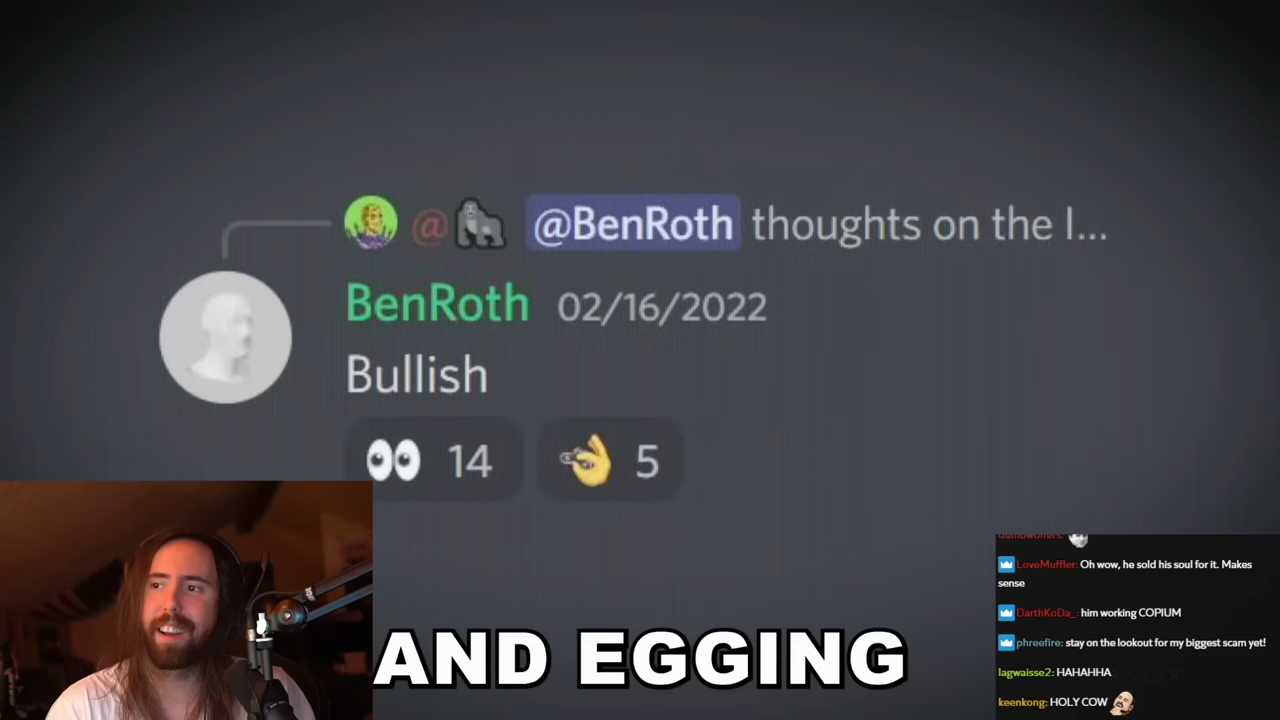 @ @BenRoth thoughts on the l...
BenRoth 02/16/2022
Bullish
14 5
AND EGGING
LoveMuffler: Oh wow, he sold his soul for it. Makes
sense
DarthKoDa_: him working COPIUM
phreefire: stay on the lookout for my biggest scam yet!
lagwaisse2: HAHAHHA
keenkong: HOLY COW